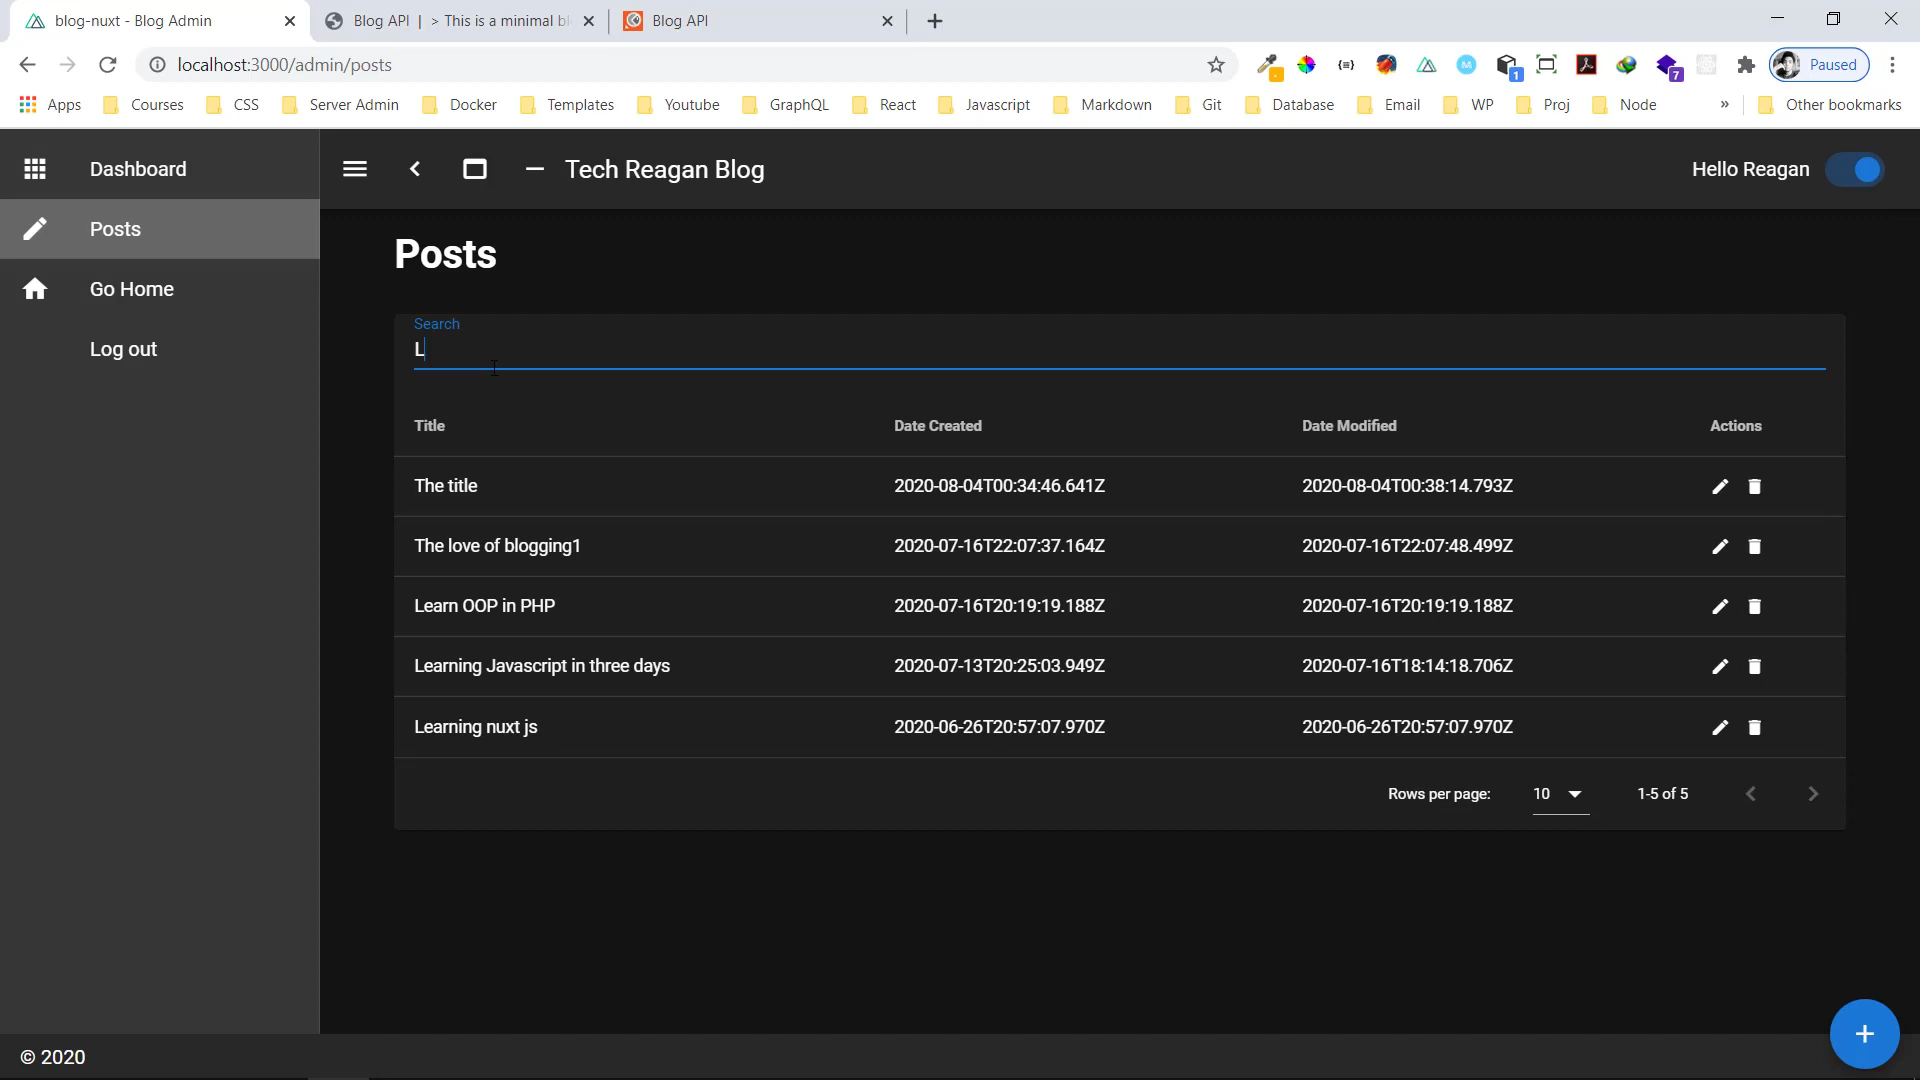 blog-nuxt - Blog Admin
Blog API | > This is a minimal bl
Blog API
localhost:3000/admin/posts
Paused
Apps
Courses
CSS
Server Admin
Docker
Templates
Youtube
GraphQL
React
Javascript
Markdown
Git
Database
Email
WP
Proj
Node
»
Other bookmarks
1
7
Dashboard
Posts
Go Home
Log out
Tech Reagan Blog
Hello Reagan
Posts
Search
L
Title Date Created Date Modified Actions
The title 2020-08-04T00:34:46.641Z 2020-08-04T00:38:14.793Z
The love of blogging1 2020-07-16T22:07:37.164Z 2020-07-16T22:07:48.499Z
Learn OOP in PHP 2020-07-16T20:19:19.188Z 2020-07-16T20:19:19.188Z
Learning Javascript in three days 2020-07-13T20:25:03.949Z 2020-07-16T18:14:18.706Z
Learning nuxt js 2020-06-26T20:57:07.970Z 2020-06-26T20:57:07.970Z
Rows per page: 10 1-5 of 5
© 2020